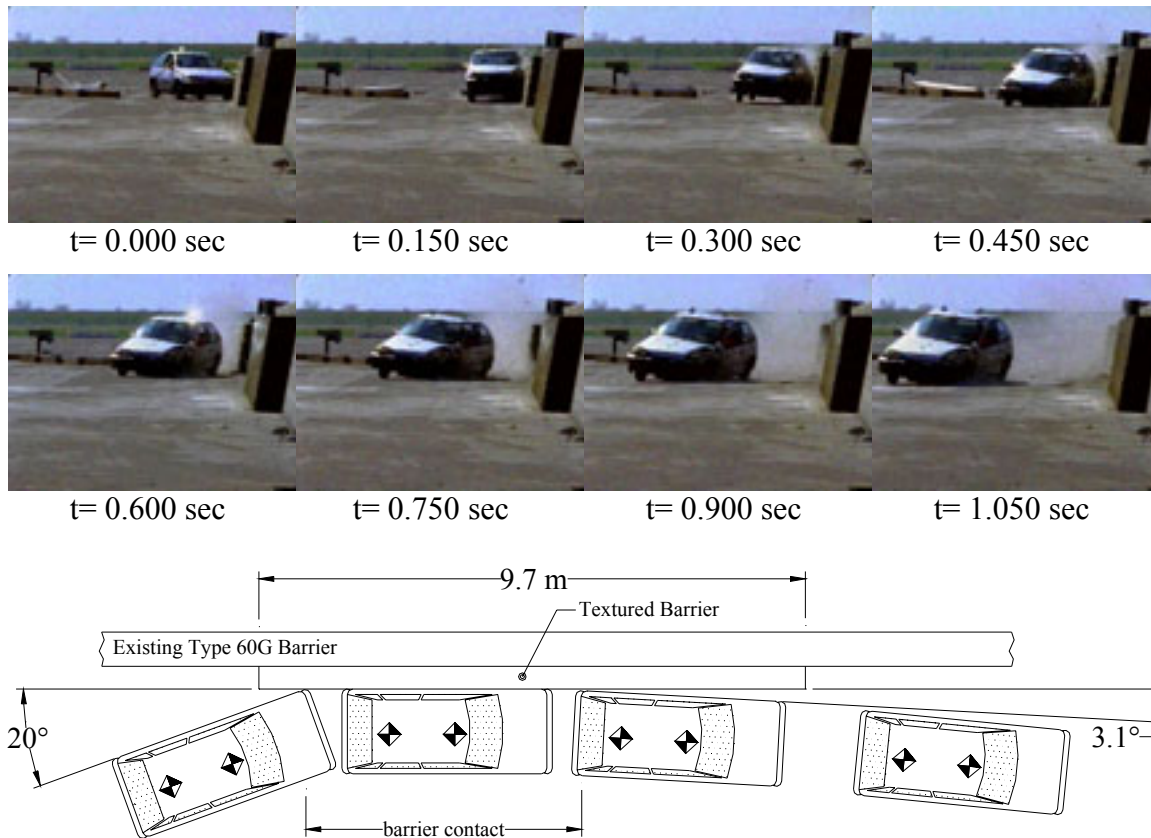 t= 0.000 sec
t= 0.150 sec
t= 0.300 sec
t= 0.450 sec
t= 0.600 sec
t= 0.750 sec
t= 0.900 sec
t= 1.050 sec
9.7 m
Textured Barrier
Existing Type 60G Barrier
20°
3.1°
barrier contact